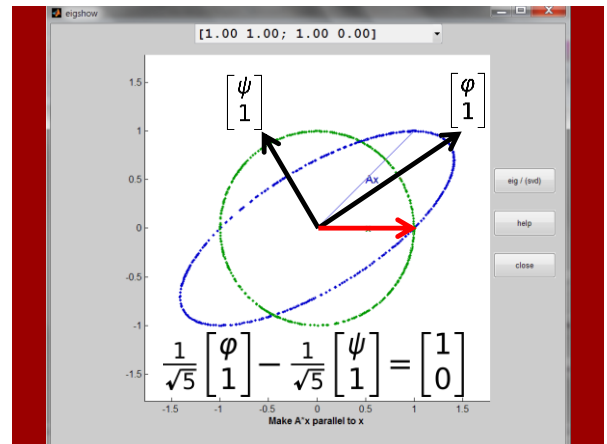 eigshow
[1.00 1.00; 1.00 0.00]
1.5
1
0.5
0
-0.5
-1
-1.5
[ψ 1]
[φ 1]
Ax
eig / (svd)
help
close
1/√5 [φ 1] − 1/√5 [ψ 1] = [1 0]
-1.5 -1 -0.5 0 0.5 1 1.5
Make A*x parallel to x